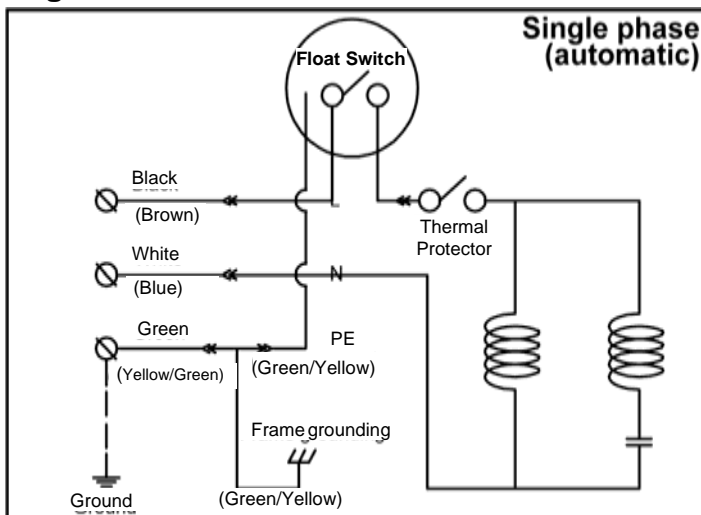 Single phase
(automatic)
Float Switch
Black
(Brown)
L
Thermal
Protector
White
(Blue)
N
Green
(Yellow/Green)
PE
(Green/Yellow)
Frame grounding
Ground
(Green/Yellow)